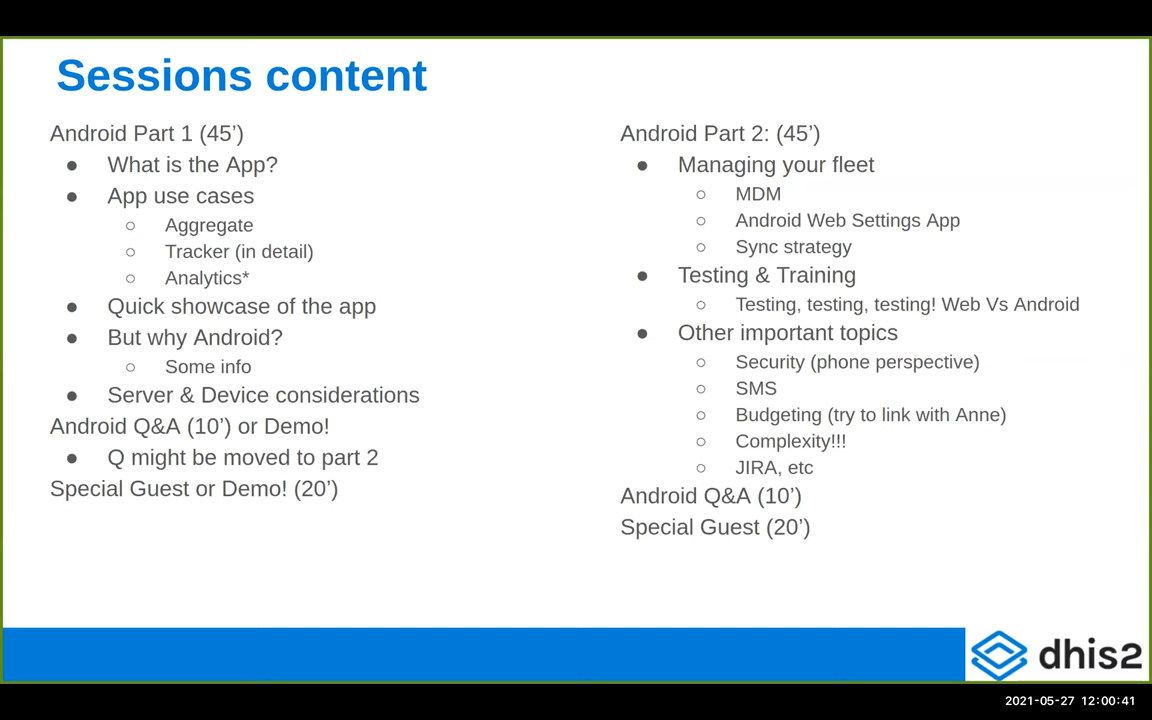 Sessions content
Android Part 1 (45’)
● What is the App?
● App use cases
○ Aggregate
○ Tracker (in detail)
○ Analytics*
● Quick showcase of the app
● But why Android?
○ Some info
● Server & Device considerations
Android Q&A (10’) or Demo!
● Q might be moved to part 2
Special Guest or Demo! (20’)
Android Part 2: (45’)
● Managing your fleet
○ MDM
○ Android Web Settings App
○ Sync strategy
● Testing & Training
○ Testing, testing, testing! Web Vs Android
● Other important topics
○ Security (phone perspective)
○ SMS
○ Budgeting (try to link with Anne)
○ Complexity!!!
○ JIRA, etc
Android Q&A (10’)
Special Guest (20’)
dhis2
2021-05-27 12:00:41